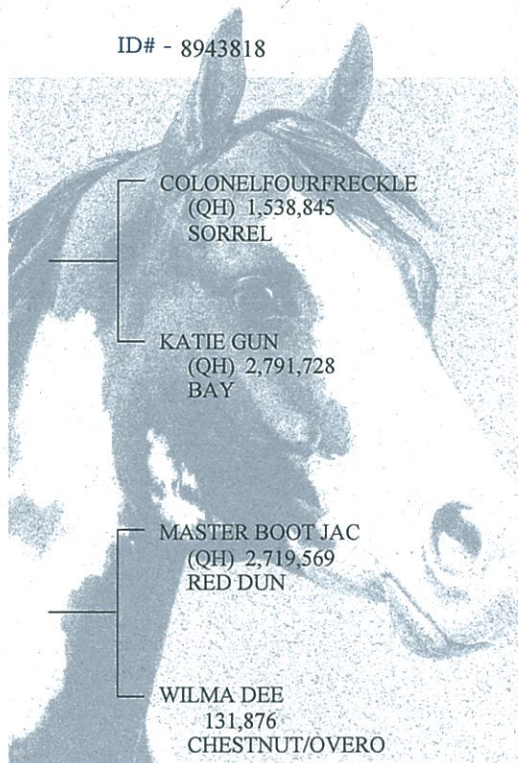 ID# - 8943818
COLONELFOURFRECKLE
(QH) 1,538,845
SORREL
KATIE GUN
(QH) 2,791,728
BAY
MASTER BOOT JAC
(QH) 2,719,569
RED DUN
WILMA DEE
131,876
CHESTNUT/OVERO